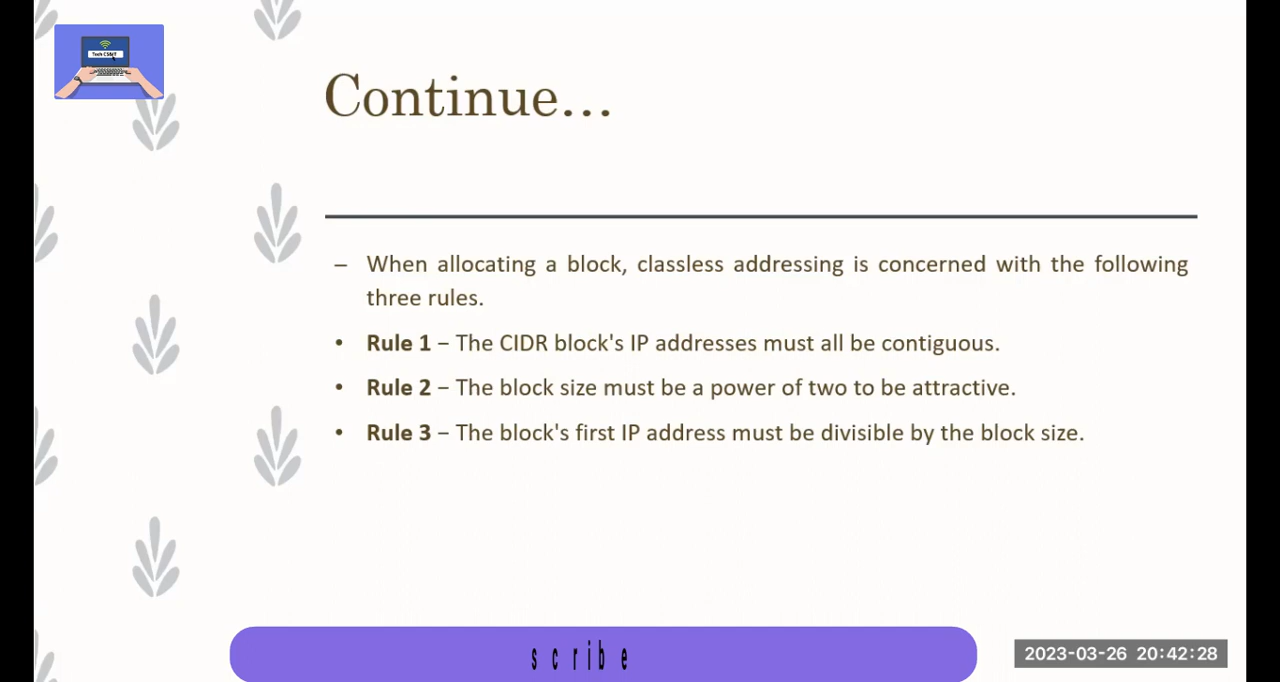 Tech CSBIT
Continue...
– When allocating a block, classless addressing is concerned with the following
three rules.
• Rule 1 – The CIDR block's IP addresses must all be contiguous.
• Rule 2 – The block size must be a power of two to be attractive.
• Rule 3 – The block's first IP address must be divisible by the block size.
scribe
2023-03-26 20:42:28